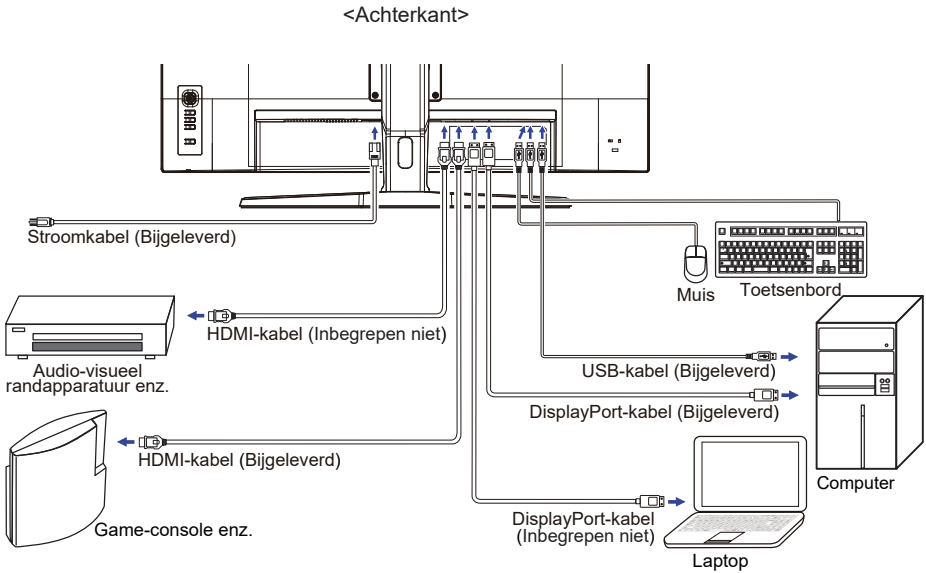 <Achterkant>
Stroomkabel (Bijgeleverd)
Muis
Toetsenbord
HDMI-kabel (Inbegrepen niet)
Audio-visueel
randapparatuur enz.
USB-kabel (Bijgeleverd)
DisplayPort-kabel (Bijgeleverd)
HDMI-kabel (Bijgeleverd)
Computer
Game-console enz.
DisplayPort-kabel
(Inbegrepen niet)
Laptop